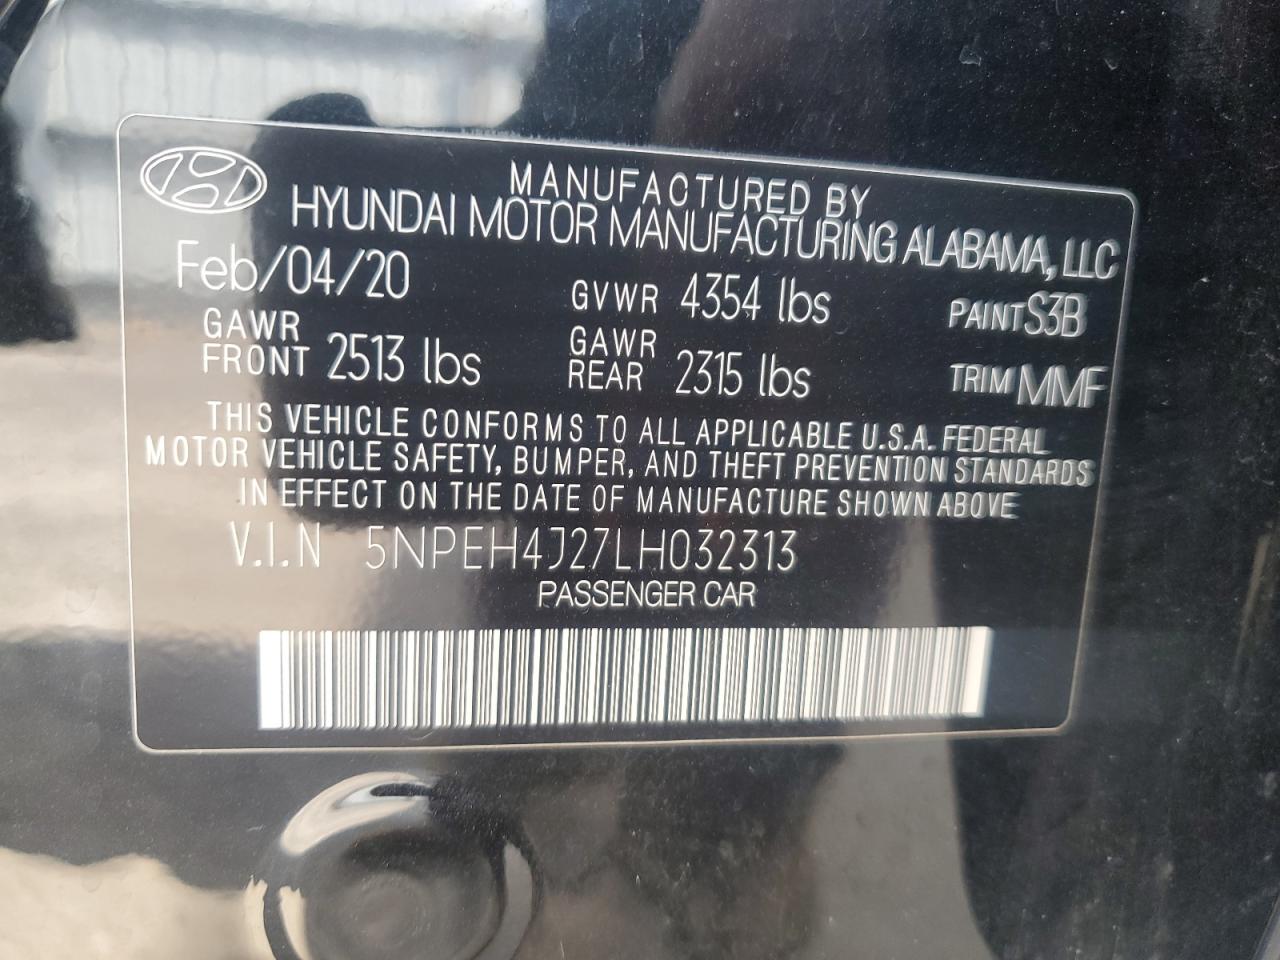 MANUFACTURED BY
HYUNDAI MOTOR MANUFACTURING ALABAMA, LLC
Feb/04/20 GVWR 4354 lbs PAINT S3B
GAWR FRONT 2513 lbs GAWR REAR 2315 lbs TRIM MMF
THIS VEHICLE CONFORMS TO ALL APPLICABLE U.S.A. FEDERAL
MOTOR VEHICLE SAFETY, BUMPER, AND THEFT PREVENTION STANDARDS
IN EFFECT ON THE DATE OF MANUFACTURE SHOWN ABOVE
V.I.N 5NPEH4J27LH032313
PASSENGER CAR